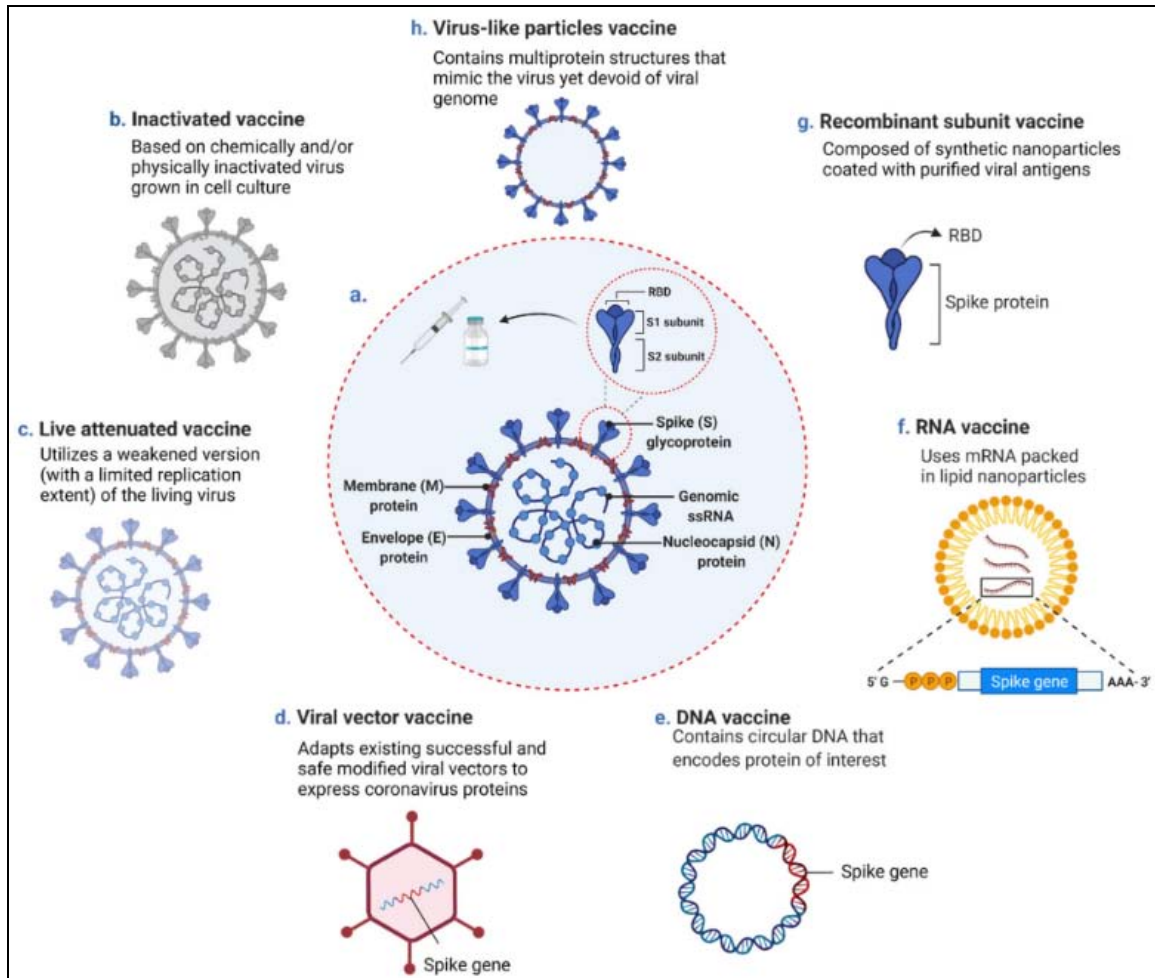 h. Virus-like particles vaccine
Contains multiprotein structures that
mimic the virus yet devoid of viral
genome
b. Inactivated vaccine
Based on chemically and/or
physically inactivated virus
grown in cell culture
g. Recombinant subunit vaccine
Composed of synthetic nanoparticles
coated with purified viral antigens
RBD
Spike protein
a.
RBD
S1 subunit
S2 subunit
Spike (S)
glycoprotein
Membrane (M)
protein
Genomic
ssRNA
Envelope (E)
protein
Nucleocapsid (N)
protein
c. Live attenuated vaccine
Utilizes a weakened version
(with a limited replication
extent) of the living virus
f. RNA vaccine
Uses mRNA packed
in lipid nanoparticles
5' G P P P Spike gene AAA- 3'
d. Viral vector vaccine
Adapts existing successful and
safe modified viral vectors to
express coronavirus proteins
Spike gene
e. DNA vaccine
Contains circular DNA that
encodes protein of interest
Spike gene